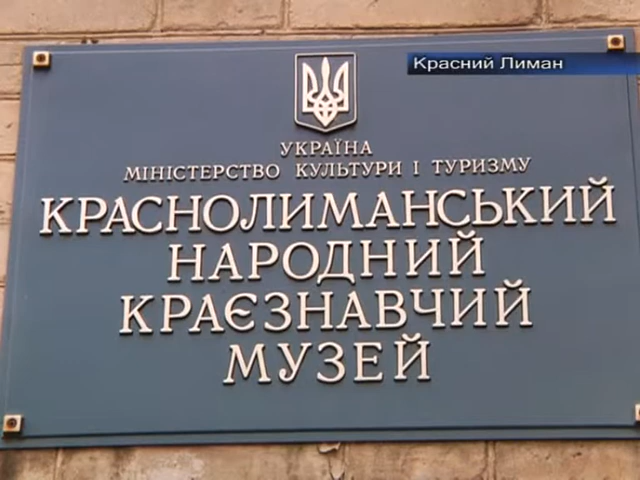 Красний Лиман
УКРАЇНА
МІНІСТЕРСТВО КУЛЬТУРИ І ТУРИЗМУ
КРАСНОЛИМАНСЬКИЙ
НАРОДНИЙ
КРАЄЗНАВЧИЙ
МУЗЕЙ